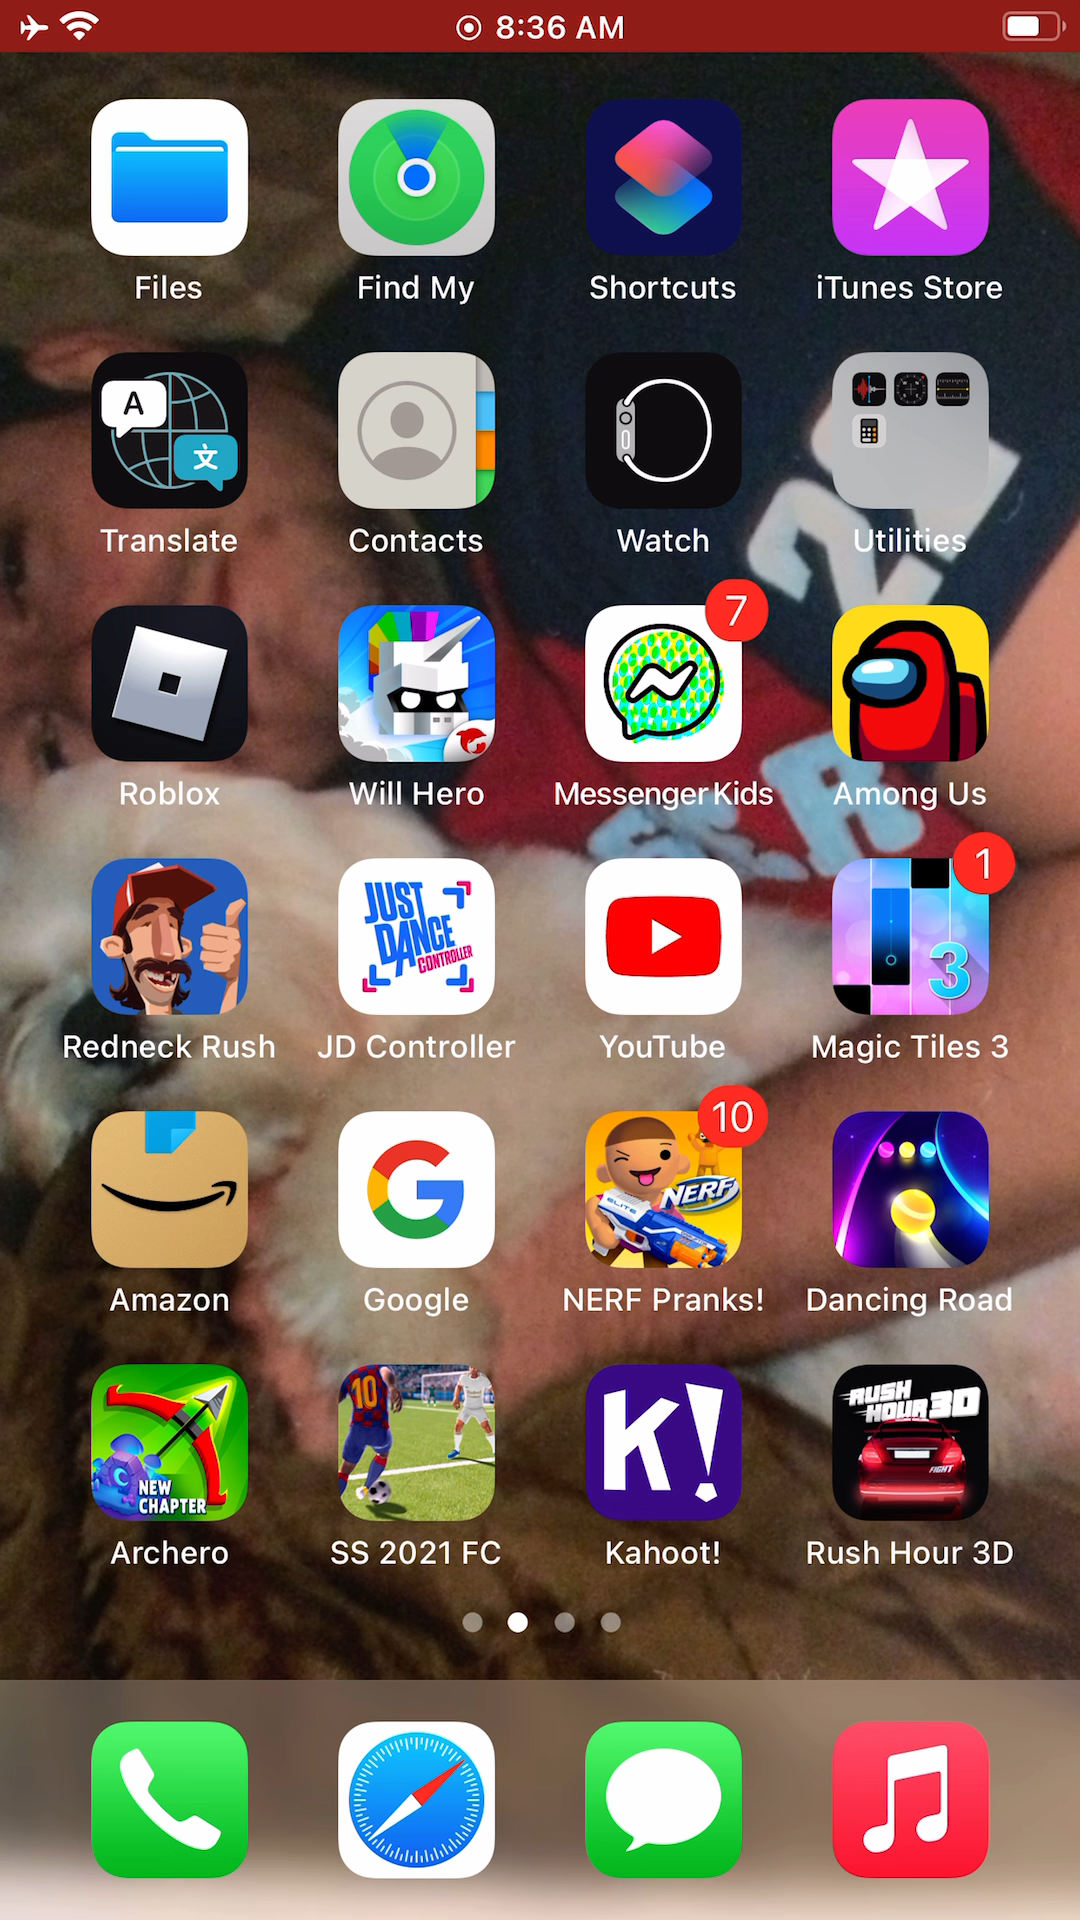 8:36 AM
Files
Find My
Shortcuts
iTunes Store
A
文
Translate
Contacts
Watch
Utilities
Roblox
Will Hero
7
Messenger Kids
Among Us
Redneck Rush
JUST
DANCE
CONTROLLER
JD Controller
YouTube
1
3
Magic Tiles 3
Amazon
G
Google
10
NERF
ELITE
NERF Pranks!
Dancing Road
NEW
CHAPTER
Archero
10
SS 2021 FC
K!
Kahoot!
RUSH
HOUR 3D
FIGHT
Rush Hour 3D